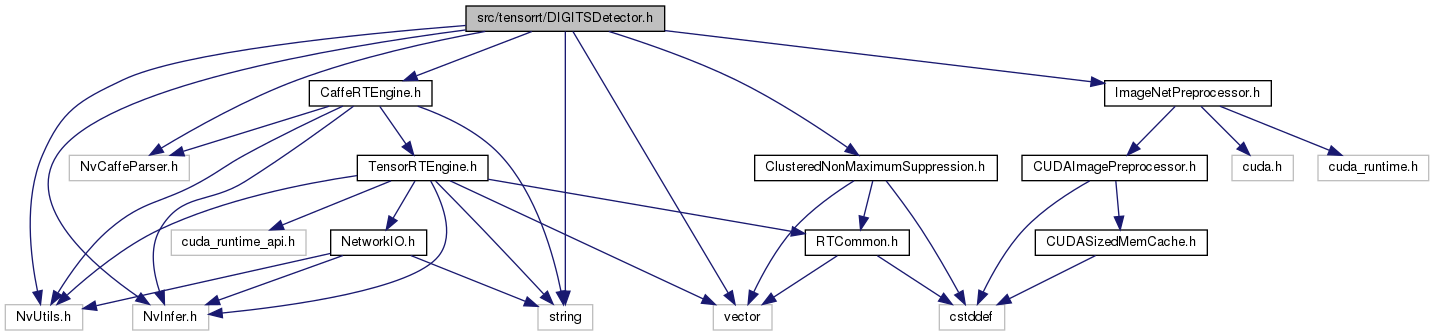 src/tensorrt/DIGITSDetector.h
CaffeRTEngine.h
ImageNetPreprocessor.h
NvCaffeParser.h
TensorRTEngine.h
ClusteredNonMaximumSuppression.h
CUDAImagePreprocessor.h
cuda.h
cuda_runtime.h
cuda_runtime_api.h
NetworkIO.h
RTCommon.h
CUDASizedMemCache.h
NvUtils.h
NvInfer.h
string
vector
cstddef